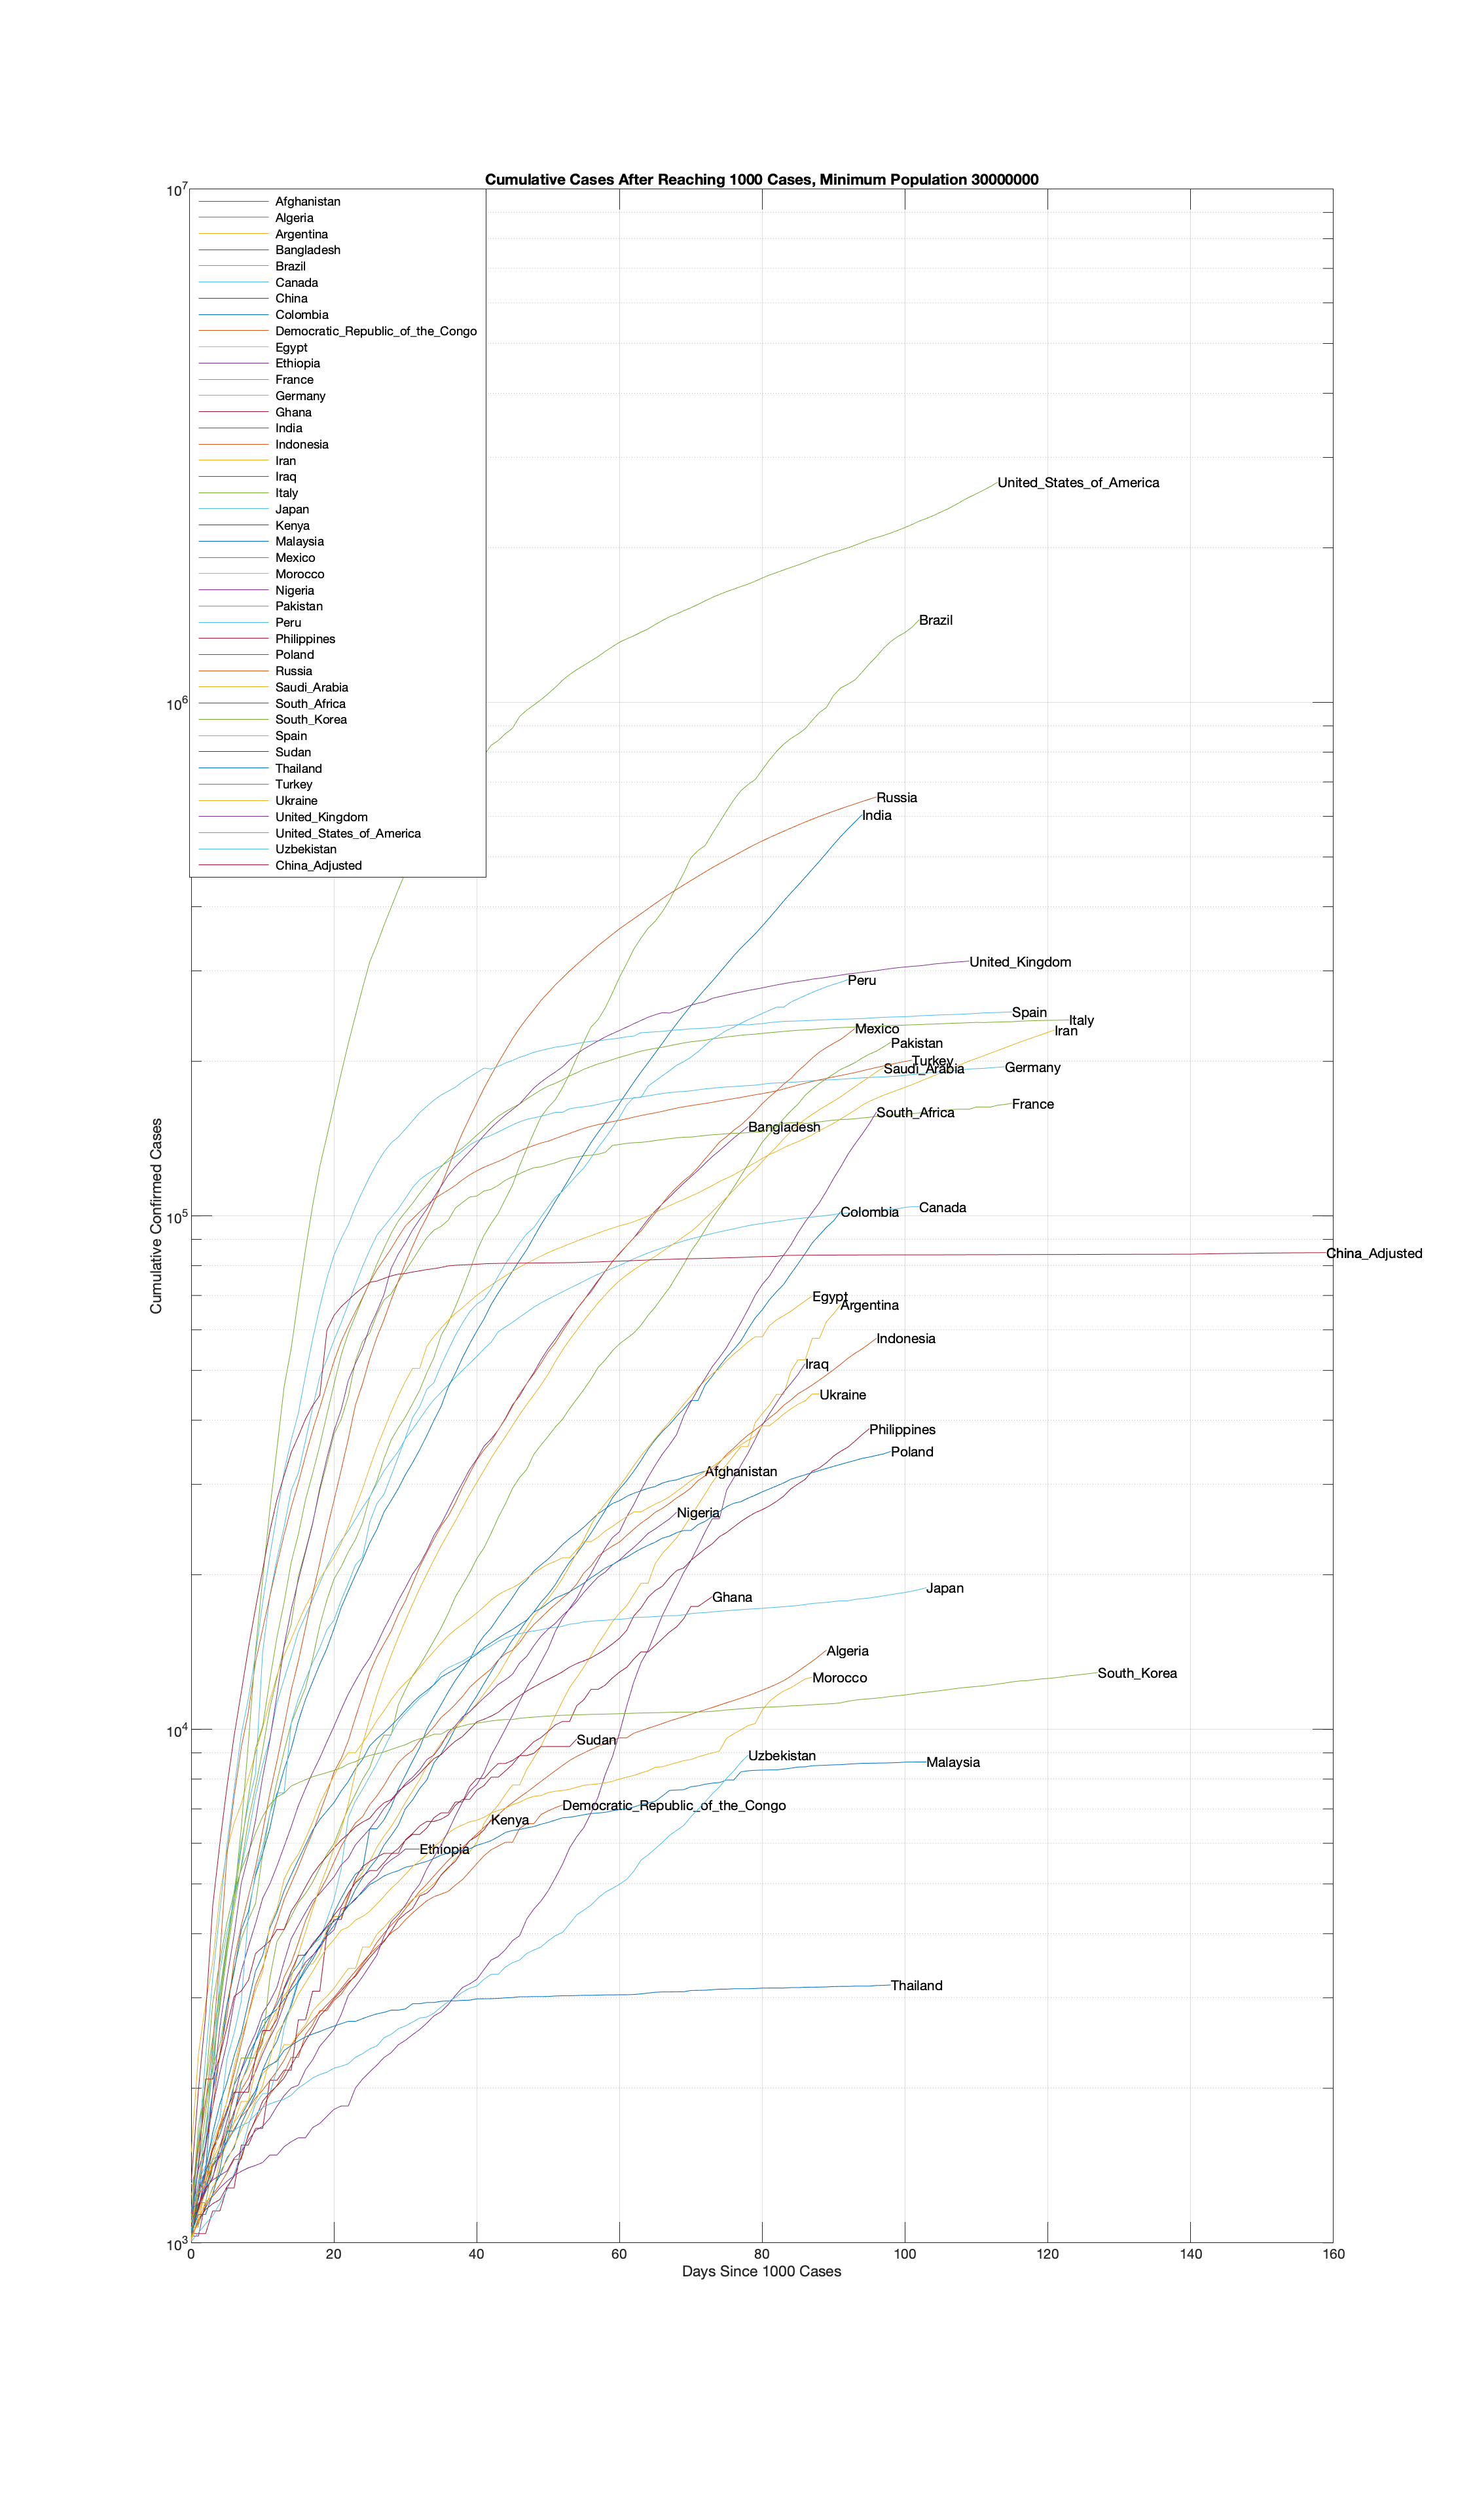 Cumulative Cases After Reaching 1000 Cases, Minimum Population 30000000
10^7
Afghanistan
Algeria
Argentina
Bangladesh
Brazil
Canada
China
Colombia
Democratic_Republic_of_the_Congo
Egypt
Ethiopia
France
Germany
Ghana
India
Indonesia
Iran
Iraq
Italy
Japan
Kenya
Malaysia
Mexico
Morocco
Nigeria
Pakistan
Peru
Philippines
Poland
Russia
Saudi_Arabia
South_Africa
South_Korea
Spain
Sudan
Thailand
Turkey
Ukraine
United_Kingdom
United_States_of_America
Uzbekistan
China_Adjusted
United_States_of_America
Brazil
10^6
Russia
India
United_Kingdom
Peru
Spain
Italy
Mexico
Iran
Pakistan
Turkey
Saudi_Arabia
Germany
France
South_Africa
Bangladesh
Canada
Colombia
10^5
China_Adjusted
Egypt
Argentina
Indonesia
Iraq
Ukraine
Philippines
Poland
Afghanistan
Nigeria
Japan
Ghana
Algeria
South_Korea
Morocco
10^4
Sudan
Uzbekistan
Malaysia
Democratic_Republic_of_the_Congo
Kenya
Ethiopia
Thailand
10^3
0 20 40 60 80 100 120 140 160
Days Since 1000 Cases
Cumulative Confirmed Cases